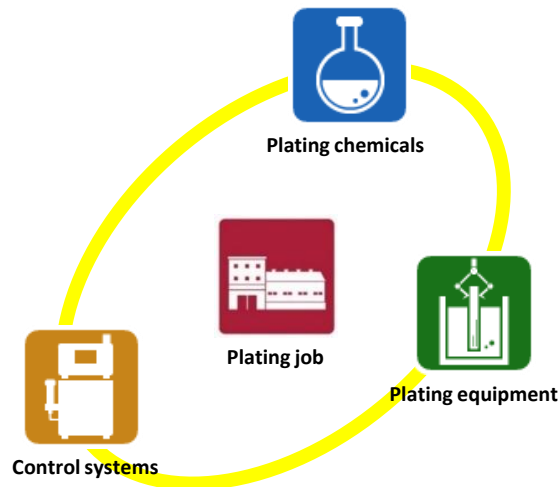 Plating chemicals
Plating job
Plating equipment
Control systems